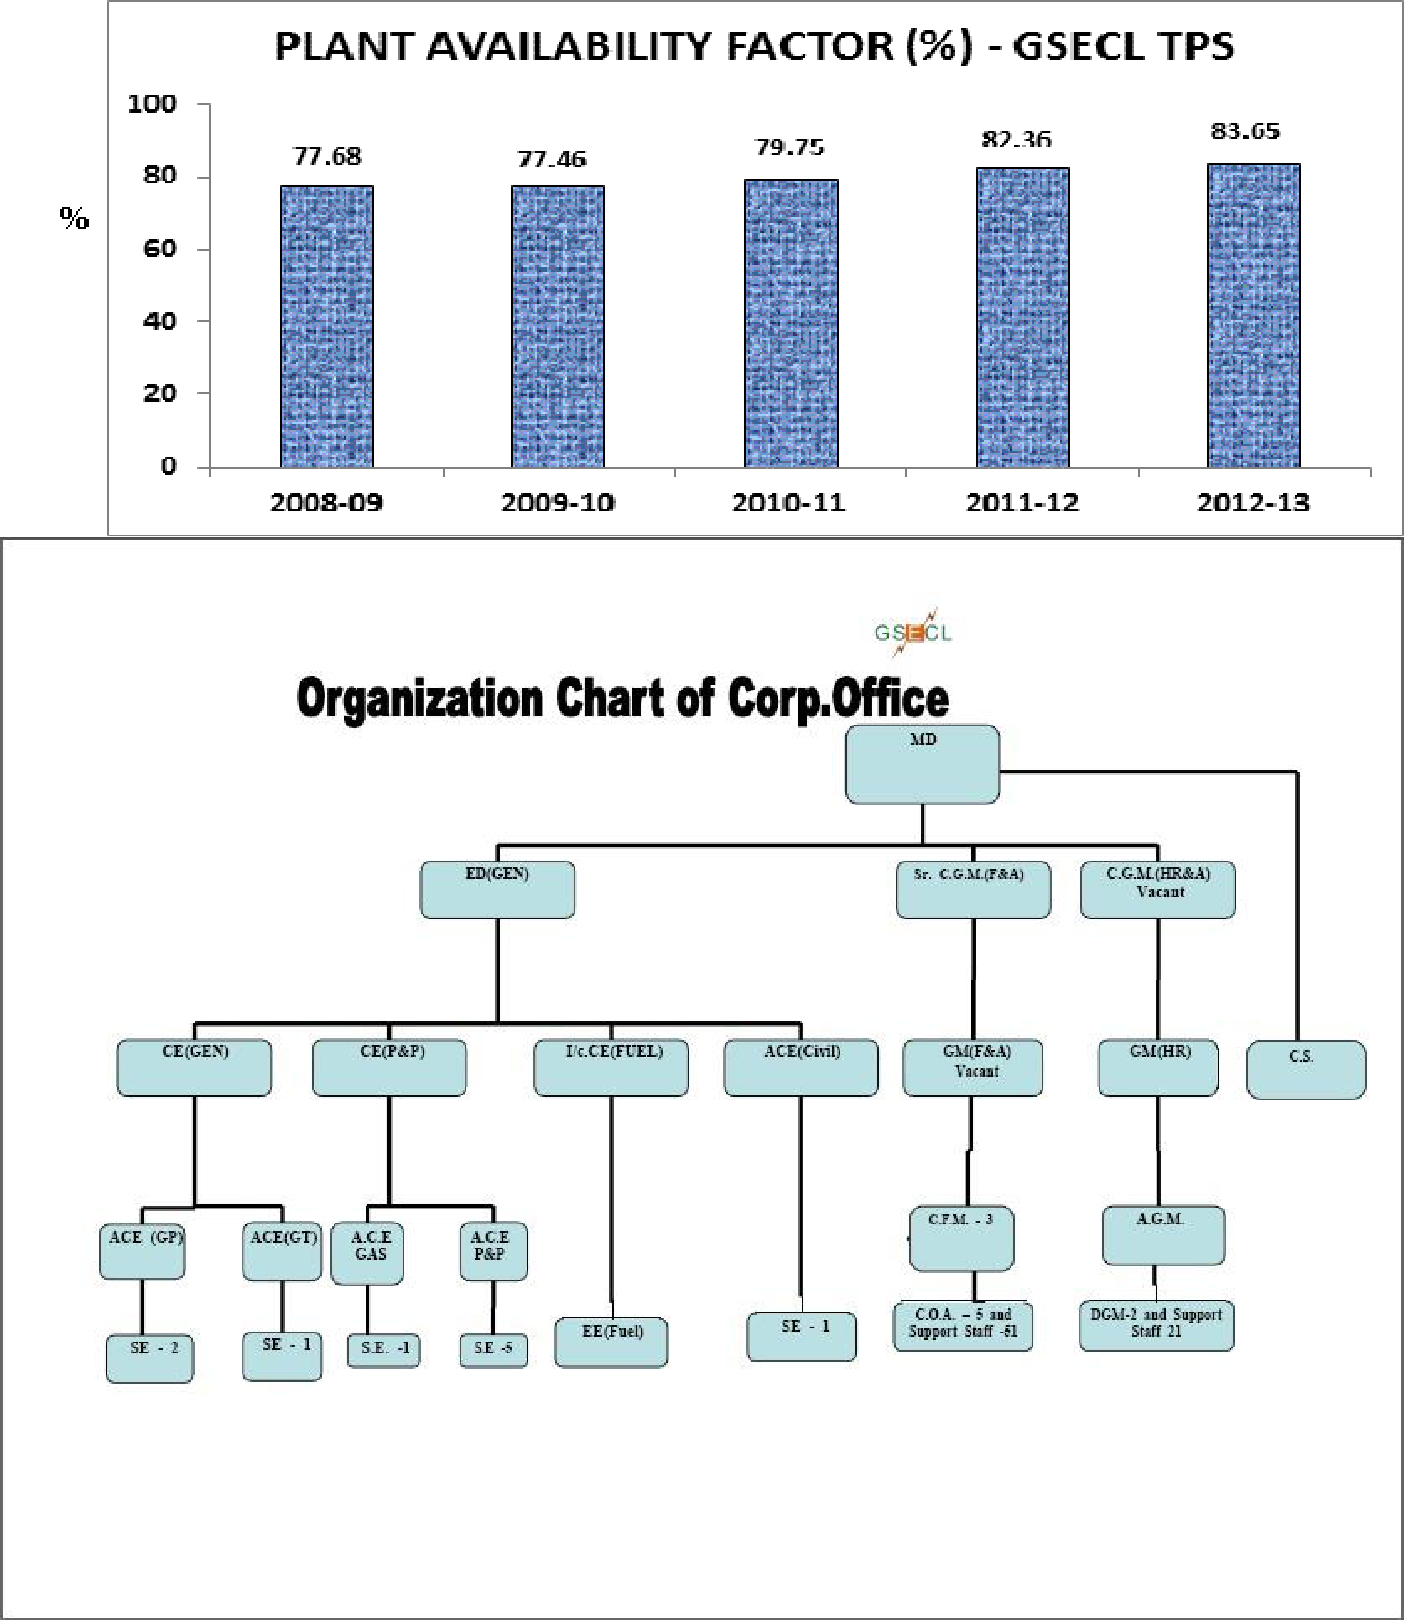 PLANT AVAILABILITY FACTOR (%) - GSECL TPS
100
80
60
40
20
0
%
77.68
77.46
79.75
82.36
83.65
2008-09
2009-10
2010-11
2011-12
2012-13
GSECL
Organization Chart of Corp.Office
MD
ED(GEN)
Sr. C.G.M.(F&A)
C.G.M.(HR&A)
Vacant
CE(GEN)
CE(P&P)
I/c.CE(FUEL)
ACE(Civil)
GM(F&A)
Vacant
GM(HR)
C.S.
ACE (GP)
ACE(GT)
A.C.E
GAS
A.C.E
P&P
C.F.M. - 3
A.G.M.
SE - 2
SE - 1
S.E. -1
S.E -5
EE(Fuel)
SE - 1
C.O.A. – 5 and
Support Staff -51
DGM-2 and Support
Staff 21